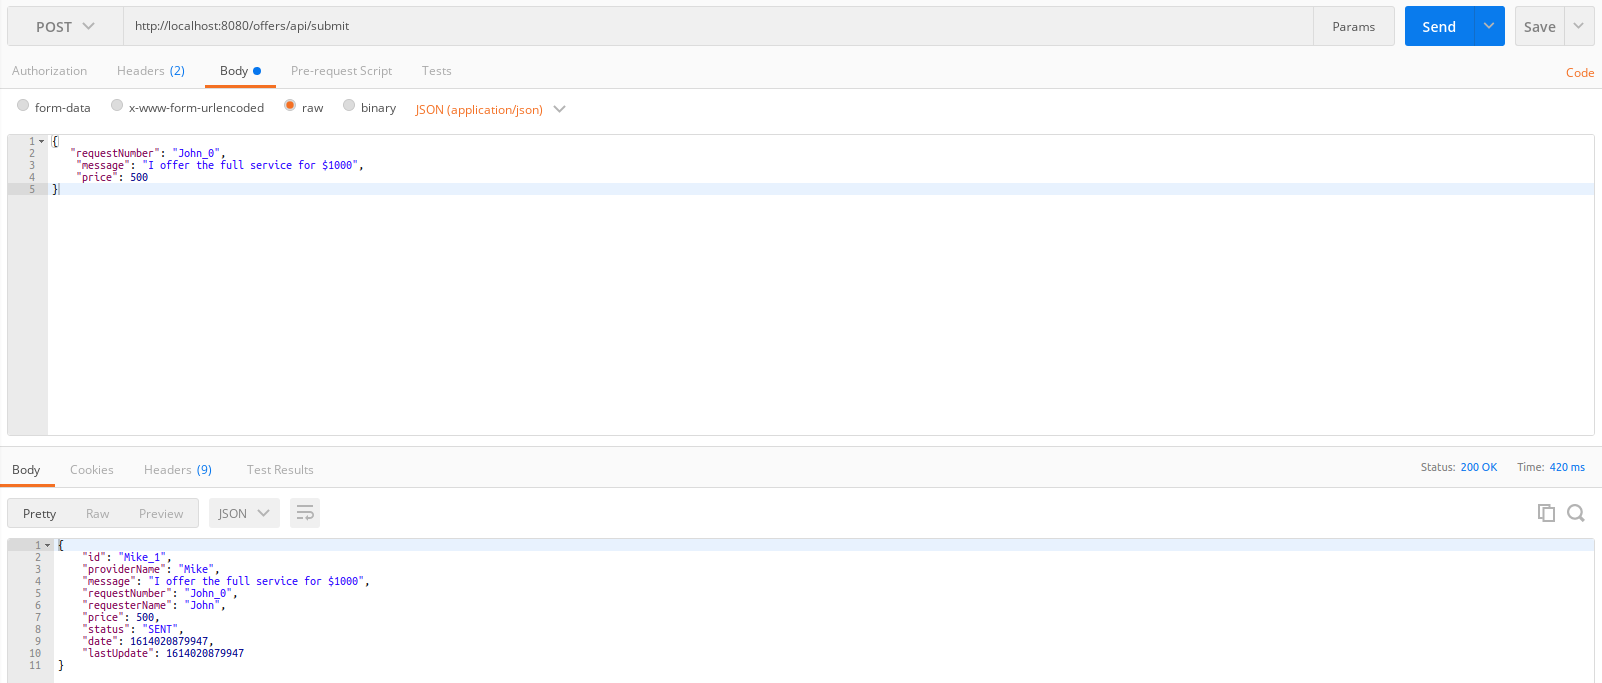 POST http://localhost:8080/offers/api/submit Params Send Save
Authorization Headers (2) Body Pre-request Script Tests Code
form-data x-www-form-urlencoded raw binary JSON (application/json)
1 {
2 "requestNumber": "John_0",
3 "message": "I offer the full service for $1000",
4 "price": 500
5 }
Body Cookies Headers (9) Test Results Status: 200 OK Time: 420 ms
Pretty Raw Preview JSON
1 {
2 "id": "Mike_1",
3 "providerName": "Mike",
4 "message": "I offer the full service for $1000",
5 "requestNumber": "John_0",
6 "requesterName": "John",
7 "price": 500,
8 "status": "SENT",
9 "date": 1614020879947,
10 "lastUpdate": 1614020879947
11 }